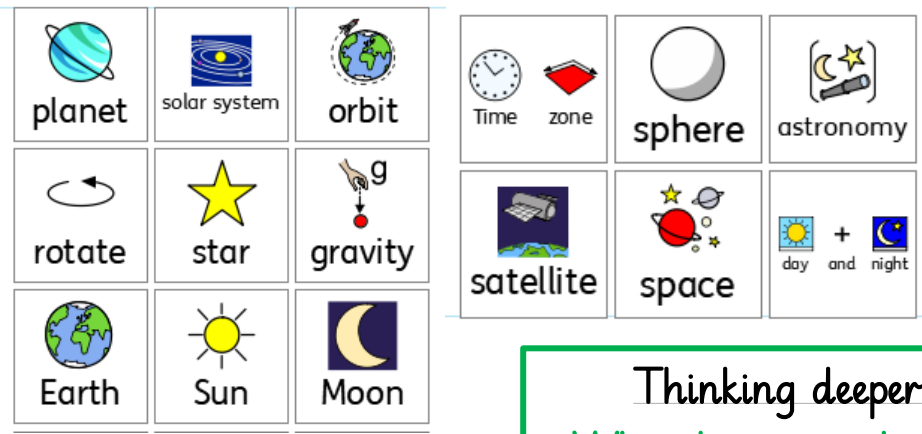 planet
solar system
orbit
rotate
star
g
gravity
Earth
Sun
Moon
Time zone
sphere
astronomy
satellite
space
+
day and night
Thinking deeper